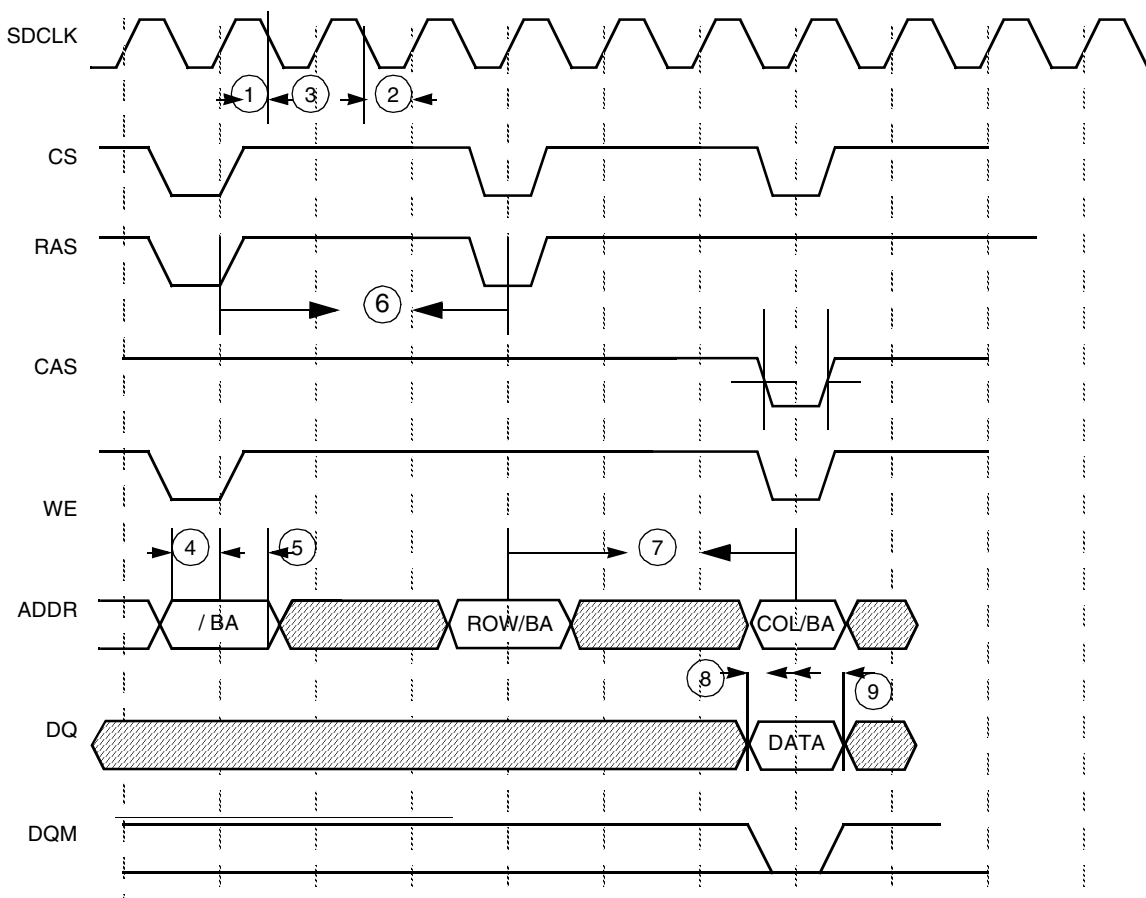 SDCLK
1 3 2
CS
RAS
6
CAS
WE
4 5 7
ADDR / BA ROW/BA COL/BA
8 9
DQ DATA
DQM